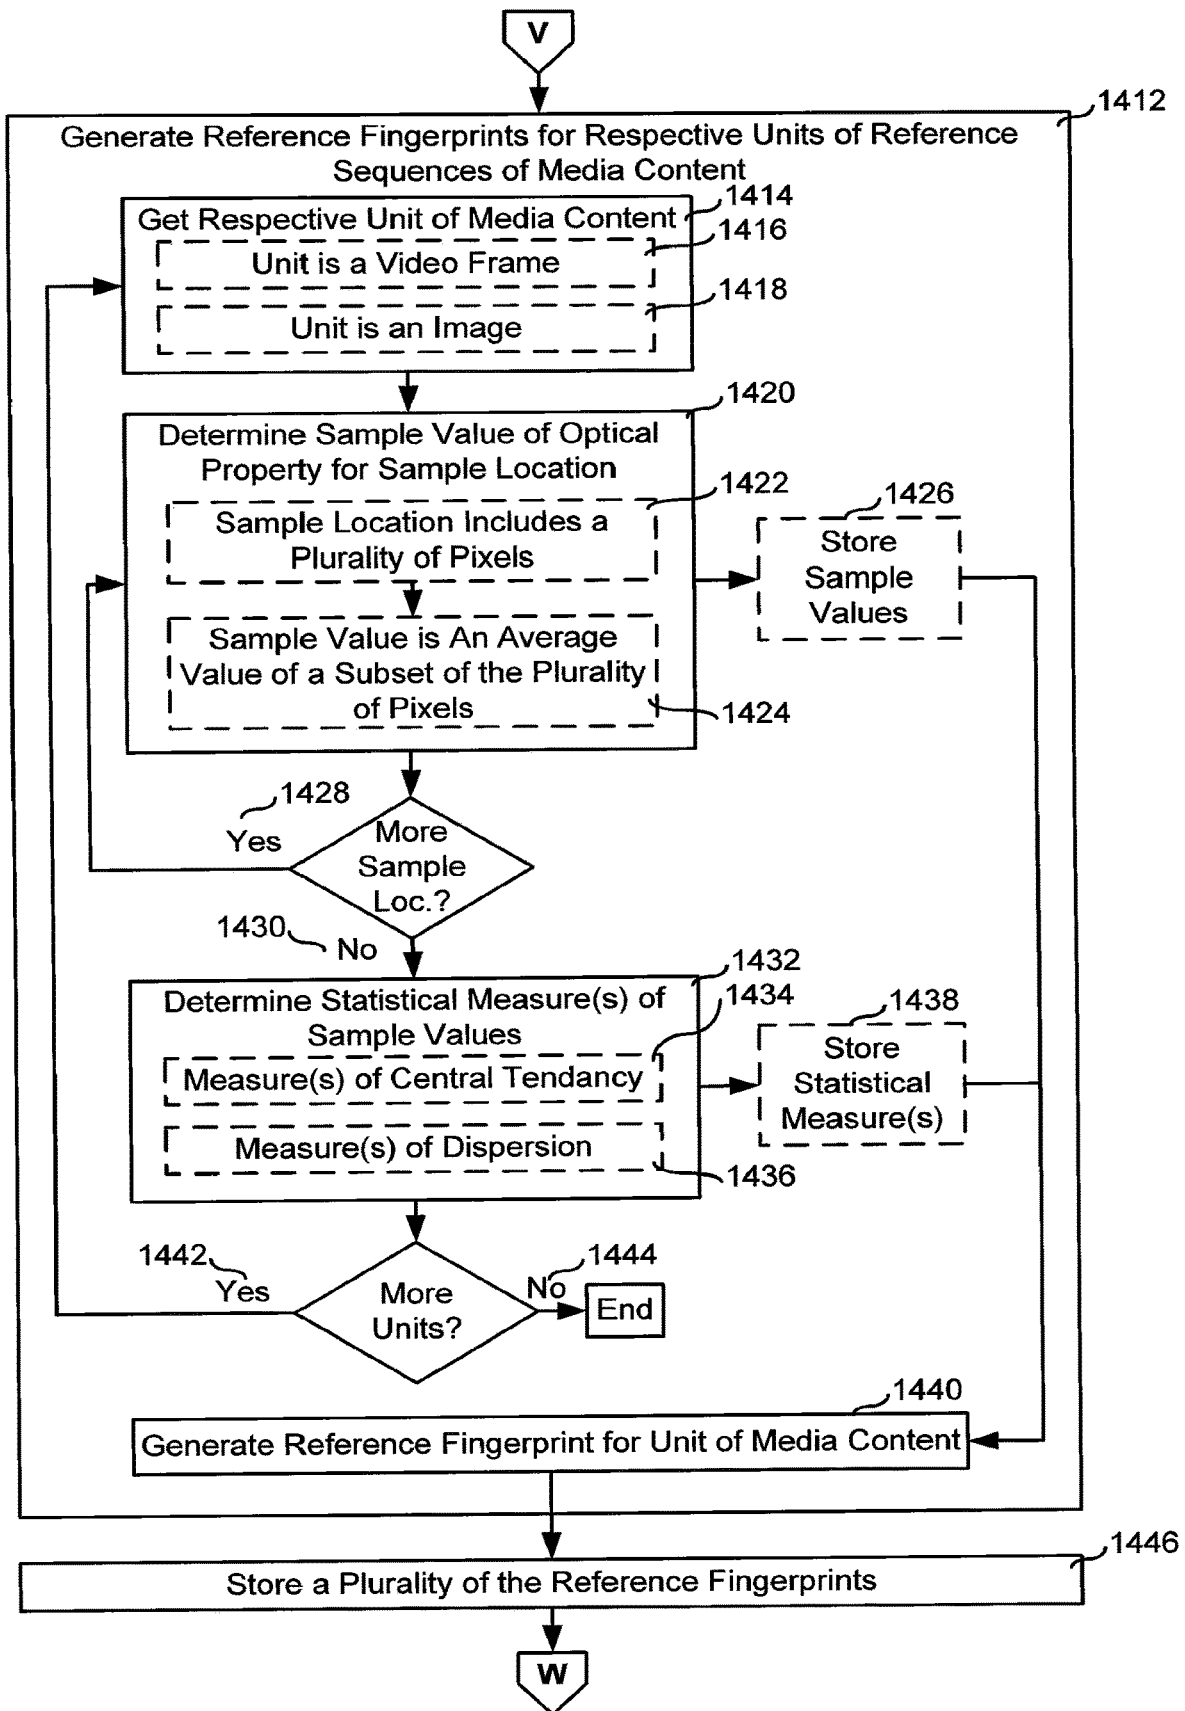 V
1412
Generate Reference Fingerprints for Respective Units of Reference
Sequences of Media Content
1414
Get Respective Unit of Media Content
1416
Unit is a Video Frame
1418
Unit is an Image
1420
Determine Sample Value of Optical
Property for Sample Location
1422
Sample Location Includes a
Plurality of Pixels
1426
Store
Sample
Values
Sample Value is An Average
Value of a Subset of the Plurality
of Pixels
1424
1428
Yes
More
Sample
Loc.?
1430
No
1432
Determine Statistical Measure(s) of
Sample Values
1434
Measure(s) of Central Tendancy
1438
Store
Statistical
Measure(s)
Measure(s) of Dispersion
1436
1442
Yes
More
Units?
1444
No
End
1440
Generate Reference Fingerprint for Unit of Media Content
1446
Store a Plurality of the Reference Fingerprints
W